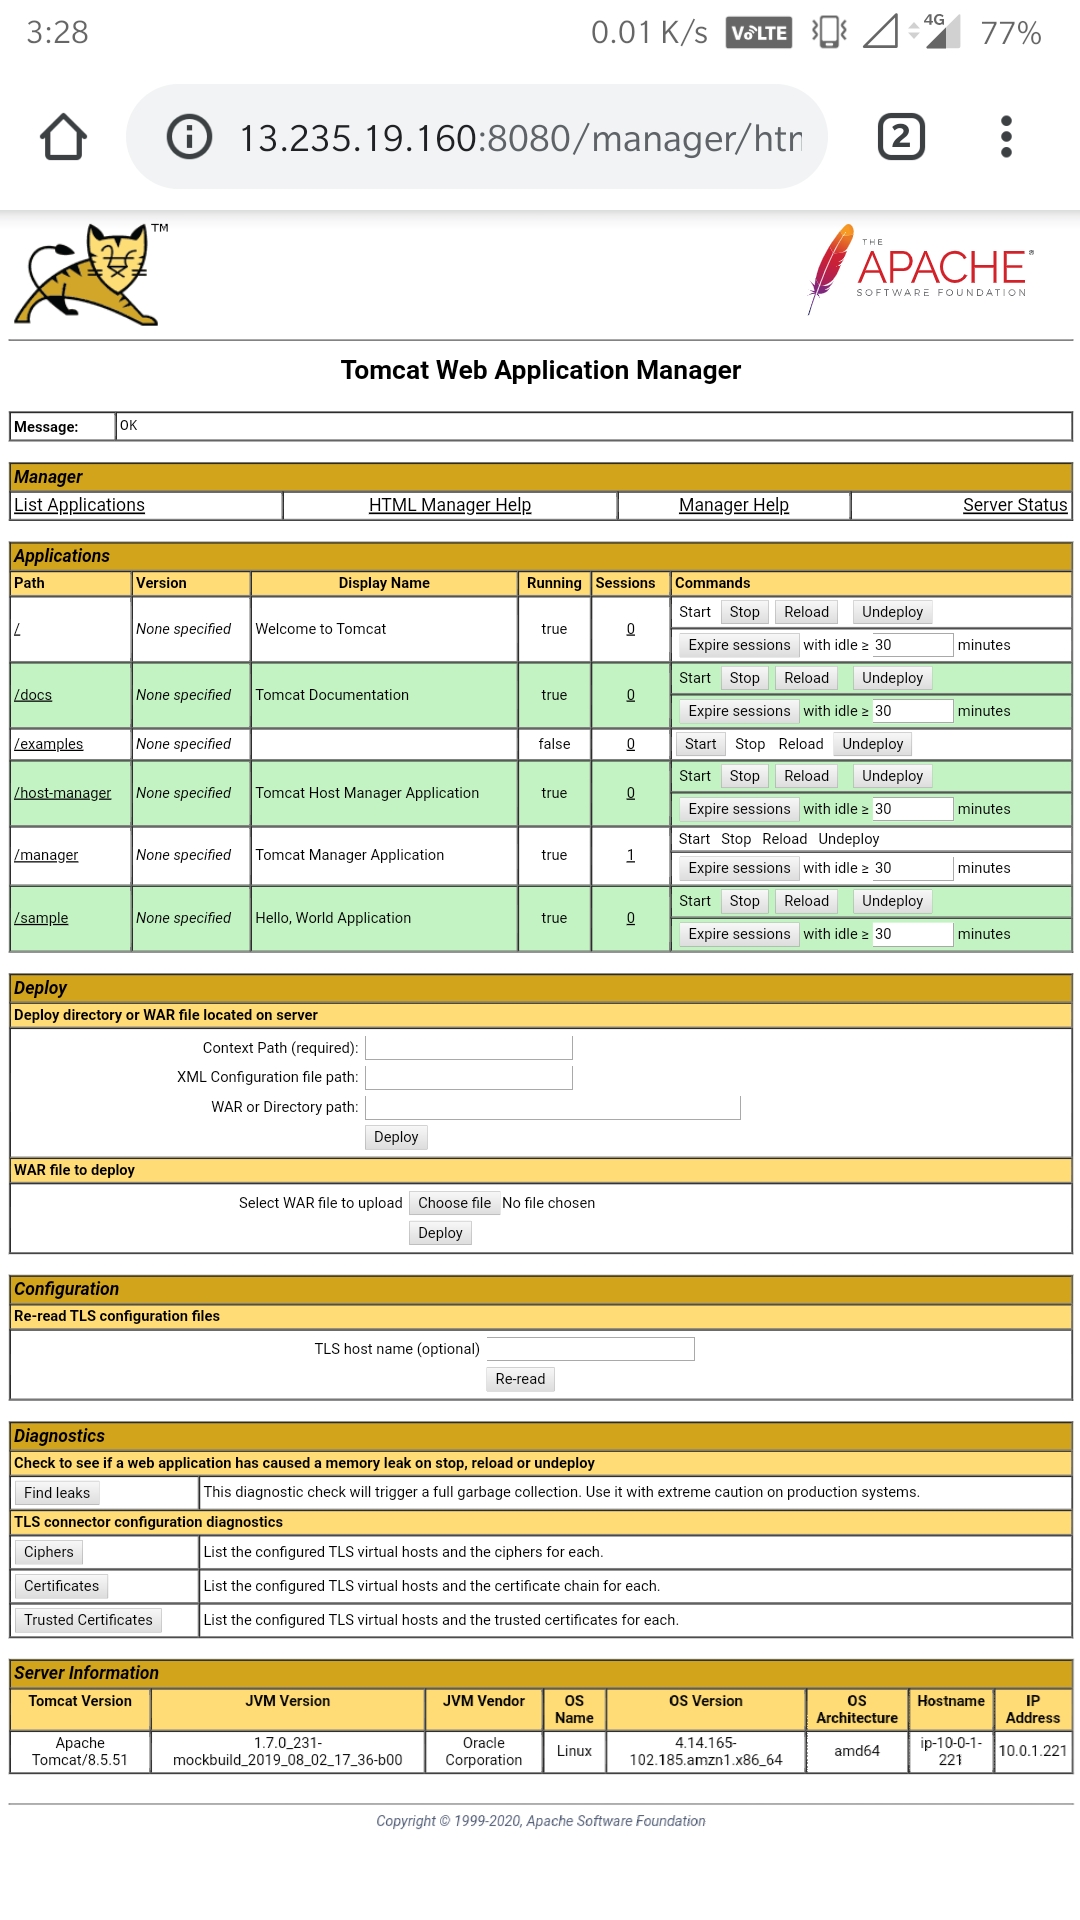 3:28 0.01 K/s VoLTE 4G 77%
13.235.19.160:8080/manager/htm 2
TM
THE
APACHE®
SOFTWARE FOUNDATION
Tomcat Web Application Manager
Message: OK
Manager
List Applications HTML Manager Help Manager Help Server Status
Applications
Path Version Display Name Running Sessions Commands
/ None specified Welcome to Tomcat true 0 Start Stop Reload Undeploy
Expire sessions with idle ≥ 30 minutes
/docs None specified Tomcat Documentation true 0 Start Stop Reload Undeploy
Expire sessions with idle ≥ 30 minutes
/examples None specified false 0 Start Stop Reload Undeploy
/host-manager None specified Tomcat Host Manager Application true 0 Start Stop Reload Undeploy
Expire sessions with idle ≥ 30 minutes
/manager None specified Tomcat Manager Application true 1 Start Stop Reload Undeploy
Expire sessions with idle ≥ 30 minutes
/sample None specified Hello, World Application true 0 Start Stop Reload Undeploy
Expire sessions with idle ≥ 30 minutes
Deploy
Deploy directory or WAR file located on server
Context Path (required):
XML Configuration file path:
WAR or Directory path:
Deploy
WAR file to deploy
Select WAR file to upload Choose file No file chosen
Deploy
Configuration
Re-read TLS configuration files
TLS host name (optional)
Re-read
Diagnostics
Check to see if a web application has caused a memory leak on stop, reload or undeploy
Find leaks This diagnostic check will trigger a full garbage collection. Use it with extreme caution on production systems.
TLS connector configuration diagnostics
Ciphers List the configured TLS virtual hosts and the ciphers for each.
Certificates List the configured TLS virtual hosts and the certificate chain for each.
Trusted Certificates List the configured TLS virtual hosts and the trusted certificates for each.
Server Information
Tomcat Version JVM Version JVM Vendor OS Name OS Version OS Architecture Hostname IP Address
Apache Tomcat/8.5.51 1.7.0_231-mockbuild_2019_08_02_17_36-b00 Oracle Corporation Linux 4.14.165-102.185.amzn1.x86_64 amd64 ip-10-0-1-221 10.0.1.221
Copyright © 1999-2020, Apache Software Foundation